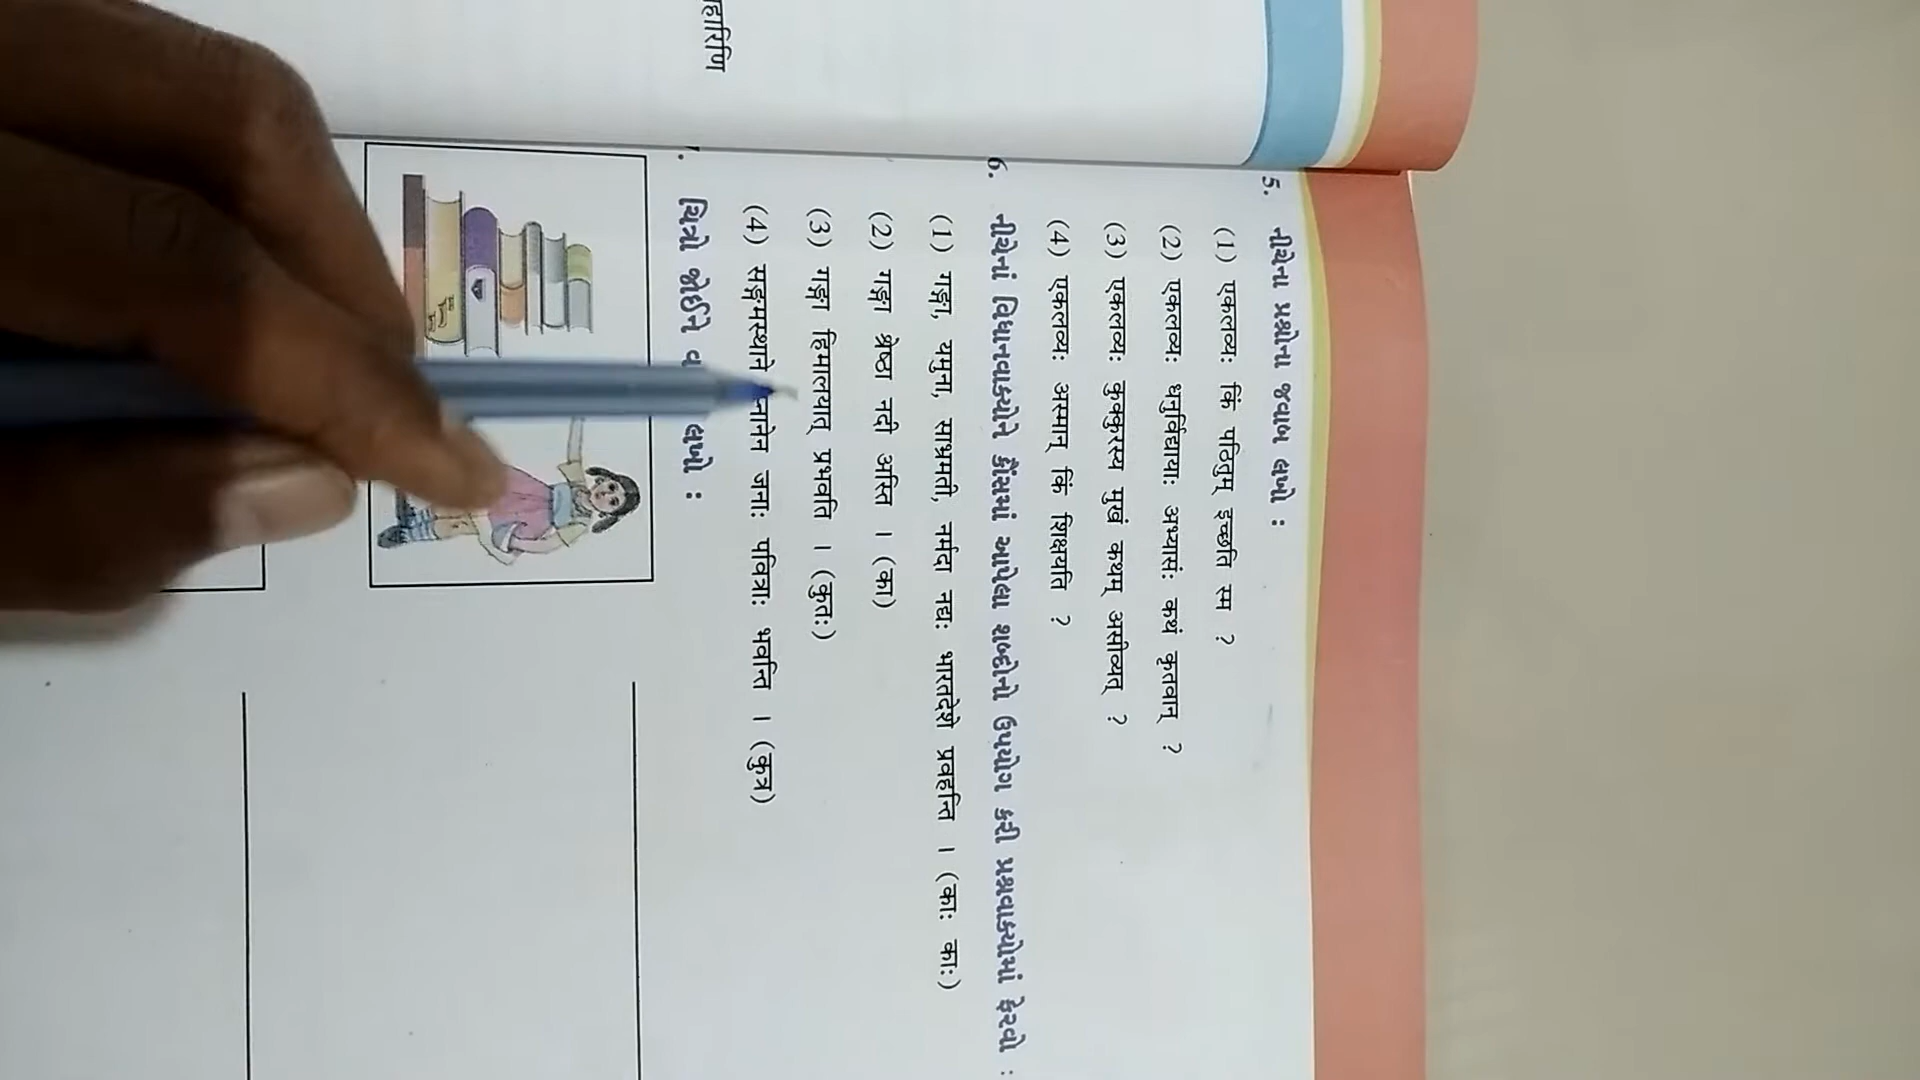 हारिणि
5. નીચેના પ્રશ્નોના જવાબ લખો :
(1) एकलव्यः किं पठितुम् इच्छति स्म ?
(2) एकलव्यः धनुर्विद्यायाः अभ्यासं: कथं कृतवान् ?
(3) एकलव्यः कुक्कुरस्य मुखं कथम् असीव्यत् ?
(4) एकलव्यः अस्मान् किं शिक्षयति ?
6. નીચેનાં વિધાનવાક્યોને કૌંસમાં આપેલા શબ્દોનો ઉપયોગ કરી પ્રશ્નવાક્યોમાં ફેરવો :
(1) गङ्गा, यमुना, साभ्रमती, नर्मदा नद्यः भारतदेशे प्रवहन्ति । (काः काः)
(2) गङ्गा श्रेष्ठा नदी अस्ति । (का)
(3) गङ्गा हिमालयात् प्रभवति । (कुतः)
(4) सङ्गमस्थाने स्नानेन जनाः पवित्राः भवन्ति । (कुत्र)
ચિત્રો જોઈને લખો :